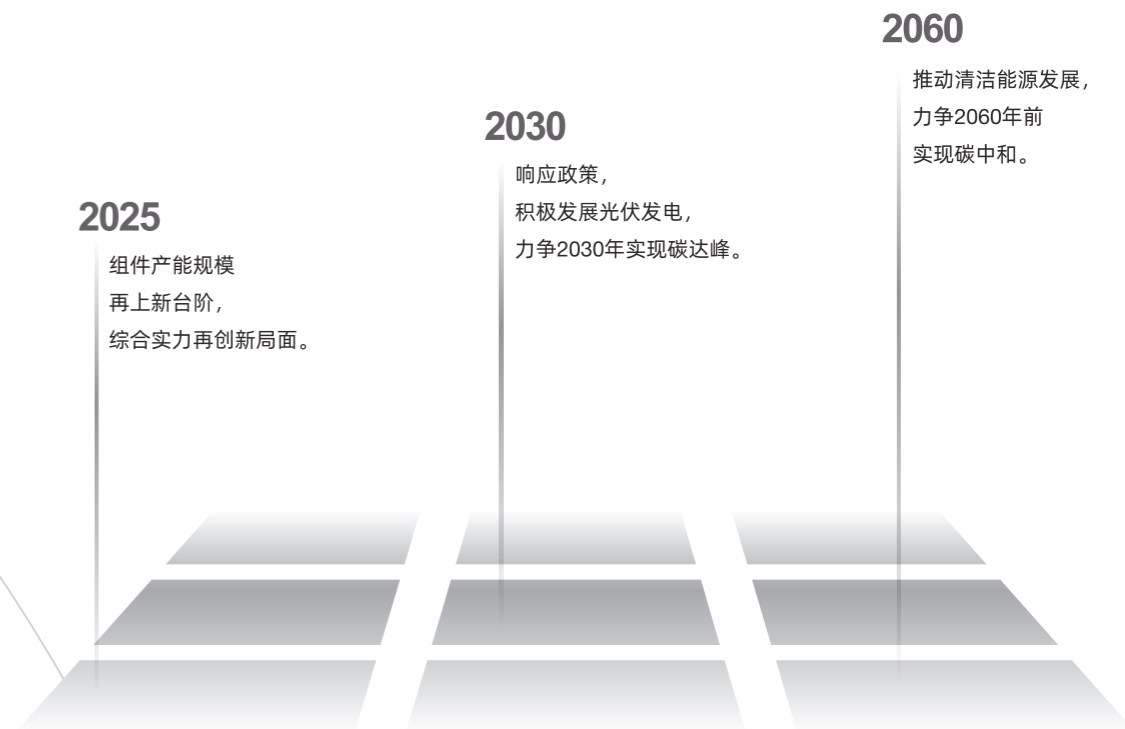 2025
组件产能规模
再上新台阶，
综合实力再创新局面。
2030
响应政策，
积极发展光伏发电，
力争2030年实现碳达峰。
2060
推动清洁能源发展，
力争2060年前
实现碳中和。